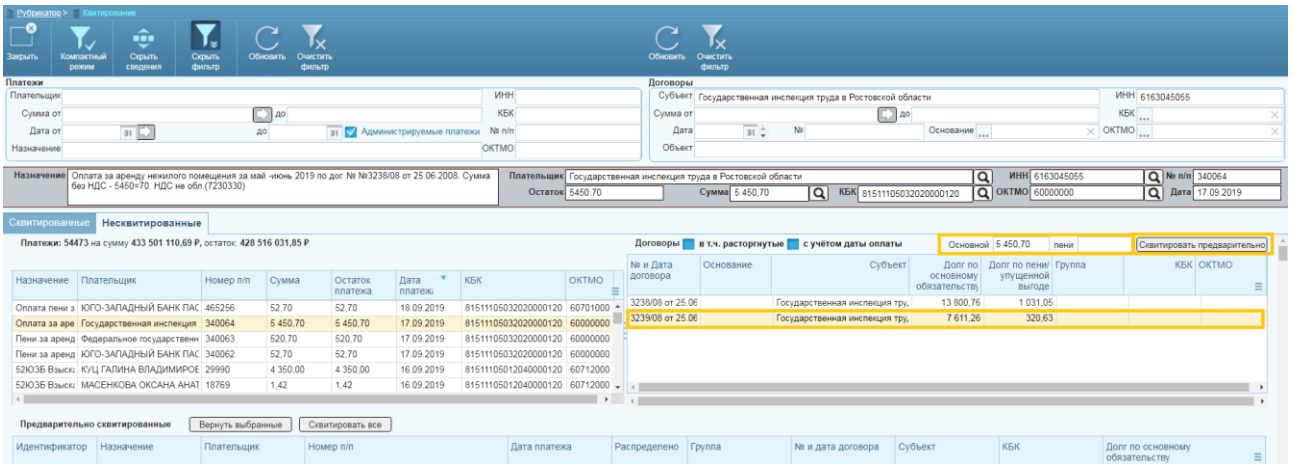 Рубрикатор > Квитирование
Закрыть Компактный режим Скрыть сведения Скрыть фильтр Обновить Очистить фильтр Обновить Очистить фильтр
Платежи Договоры
Плательщик ИНН Субъект Государственная инспекция труда в Ростовской области ИНН 6163045055
Сумма от до КБК Сумма от до КБК ...
Дата от 31 до 31 Администрируемые платежи № п/п Дата 31 № Основание ... ОКТМО ...
Назначение ОКТМО Объект
Назначение Оплата за аренду нежилого помещения за май -июнь 2019 по дог. № №3238/08 от 25.06.2008. Сумма Плательщик Государственная инспекция труда в Ростовской области ИНН 6163045055 № п/п 340064
без НДС - 5450=70. НДС не обл.(7230330) Остаток 5450.70 Сумма 5 450,70 КБК 81511105032020000120 ОКТМО 60000000 Дата 17.09.2019
Сквитированные Несквитированные
Платежи: 54473 на сумму 433 501 110,69 ₽, остаток: 428 516 031,85 ₽ Договоры в т.ч. расторгнутые с учётом даты оплаты Основной 5 450,70 пени Сквитировать предварительно
Назначение Плательщик Номер п/п Сумма Остаток платежа Дата платежа КБК ОКТМО
№ и Дата договора Основание Субъект Долг по основному обязательству Долг по пени/ упущенной выгоде Группа КБК ОКТМО
Оплата пени з ЮГО-ЗАПАДНЫЙ БАНК ПАС 465256 52,70 52,70 18.09.2019 81511105032020000120 60701000
Оплата за аре Государственная инспекция 340064 5 450,70 5 450,70 17.09.2019 81511105032020000120 60000000
Пени за аренд Федеральное государственн 340063 520,70 520,70 17.09.2019 81511105032020000120 60000000
Пени за аренд ЮГО-ЗАПАДНЫЙ БАНК ПАС 340062 52,70 52,70 17.09.2019 81511105032020000120 60000000
52ЮЗБ Взыска КУЦ ГАЛИНА ВЛАДИМИРОВ 29990 4 350,00 4 350,00 16.09.2019 81511105012040000120 60712000
52ЮЗБ Взыска МАСЕНКОВА ОКСАНА АНАТ 18769 1,42 1,42 16.09.2019 81511105012040000120 60712000
3238/08 от 25.06 Государственная инспекция тру, 13 800,76 1 031,05
3239/08 от 25.06 Государственная инспекция тру, 7 611,26 320,63
Предварительно сквитированные Вернуть выбранные Сквитировать все
Идентификатор Назначение Плательщик Номер п/п Дата платежа Распределено Группа № и дата договора Субъект КБК Долг по основному обязательству